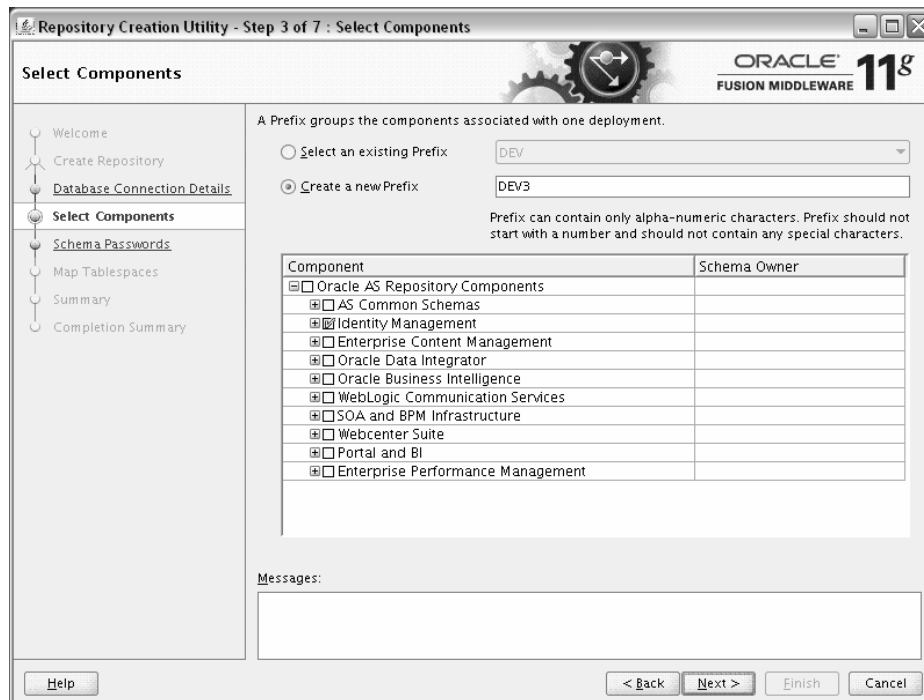 Repository Creation Utility - Step 3 of 7 : Select Components
Select Components
ORACLE
FUSION MIDDLEWARE 11g
Welcome
Create Repository
Database Connection Details
Select Components
Schema Passwords
Map Tablespaces
Summary
Completion Summary
A Prefix groups the components associated with one deployment.
Select an existing Prefix DEV
Create a new Prefix DEV3
Prefix can contain only alpha-numeric characters. Prefix should not
start with a number and should not contain any special characters.
Component Schema Owner
Oracle AS Repository Components
AS Common Schemas
Identity Management
Enterprise Content Management
Oracle Data Integrator
Oracle Business Intelligence
WebLogic Communication Services
SOA and BPM Infrastructure
Webcenter Suite
Portal and BI
Enterprise Performance Management
Messages:
Help < Back Next > Finish Cancel